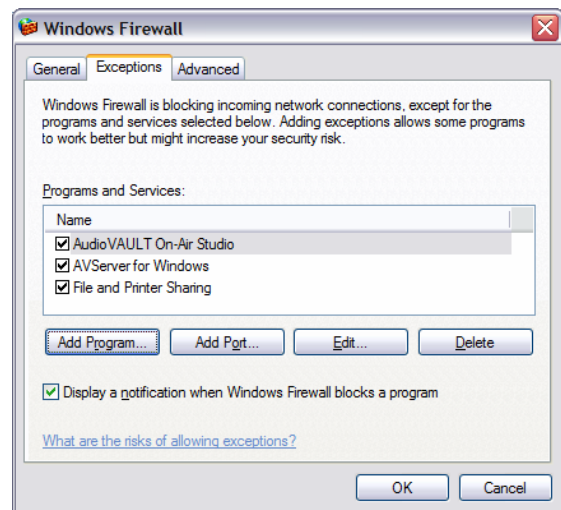 Windows Firewall
General Exceptions Advanced
Windows Firewall is blocking incoming network connections, except for the
programs and services selected below. Adding exceptions allows some programs
to work better but might increase your security risk.
Programs and Services:
Name
AudioVAULT On-Air Studio
AVServer for Windows
File and Printer Sharing
Add Program... Add Port... Edit... Delete
Display a notification when Windows Firewall blocks a program
What are the risks of allowing exceptions?
OK Cancel